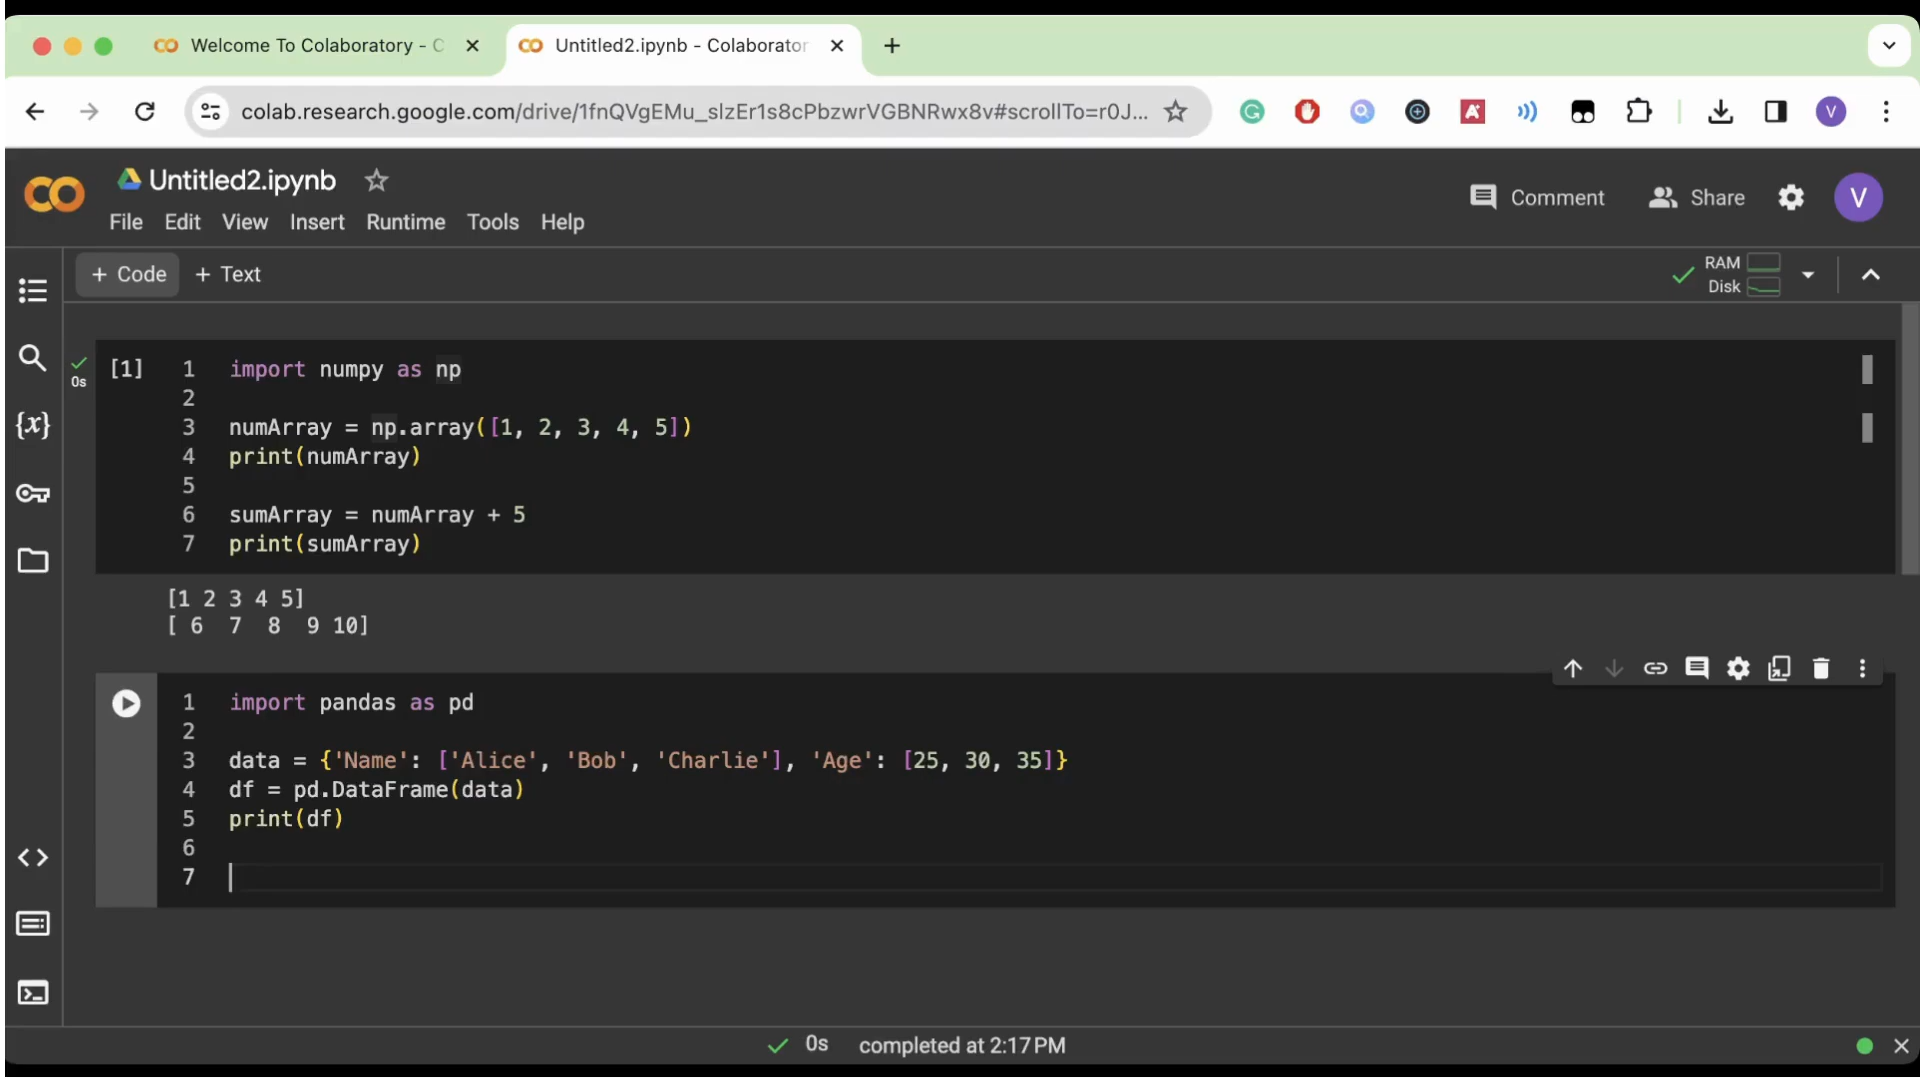 Welcome To Colaboratory - C
Untitled2.ipynb - Colaborator
colab.research.google.com/drive/1fnQVgEMu_slzEr1s8cPbzwrVGBNRwx8v#scrollTo=r0J...
V
Untitled2.ipynb
File Edit View Insert Runtime Tools Help
Comment
Share
V
+ Code + Text
RAM
Disk
{x}
0s
[1]
1 import numpy as np
2
3 numArray = np.array([1, 2, 3, 4, 5])
4 print(numArray)
5
6 sumArray = numArray + 5
7 print(sumArray)
[1 2 3 4 5]
[ 6  7  8  9 10]
1 import pandas as pd
2
3 data = {'Name': ['Alice', 'Bob', 'Charlie'], 'Age': [25, 30, 35]}
4 df = pd.DataFrame(data)
5 print(df)
6
7
0s completed at 2:17 PM